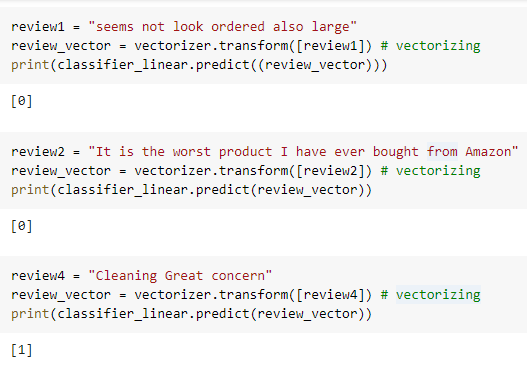 review1 = "seems not look ordered also large"
review_vector = vectorizer.transform([review1]) # vectorizing
print(classifier_linear.predict((review_vector)))
[0]
review2 = "It is the worst product I have ever bought from Amazon"
review_vector = vectorizer.transform([review2]) # vectorizing
print(classifier_linear.predict(review_vector))
[0]
review4 = "Cleaning Great concern"
review_vector = vectorizer.transform([review4]) # vectorizing
print(classifier_linear.predict(review_vector))
[1]